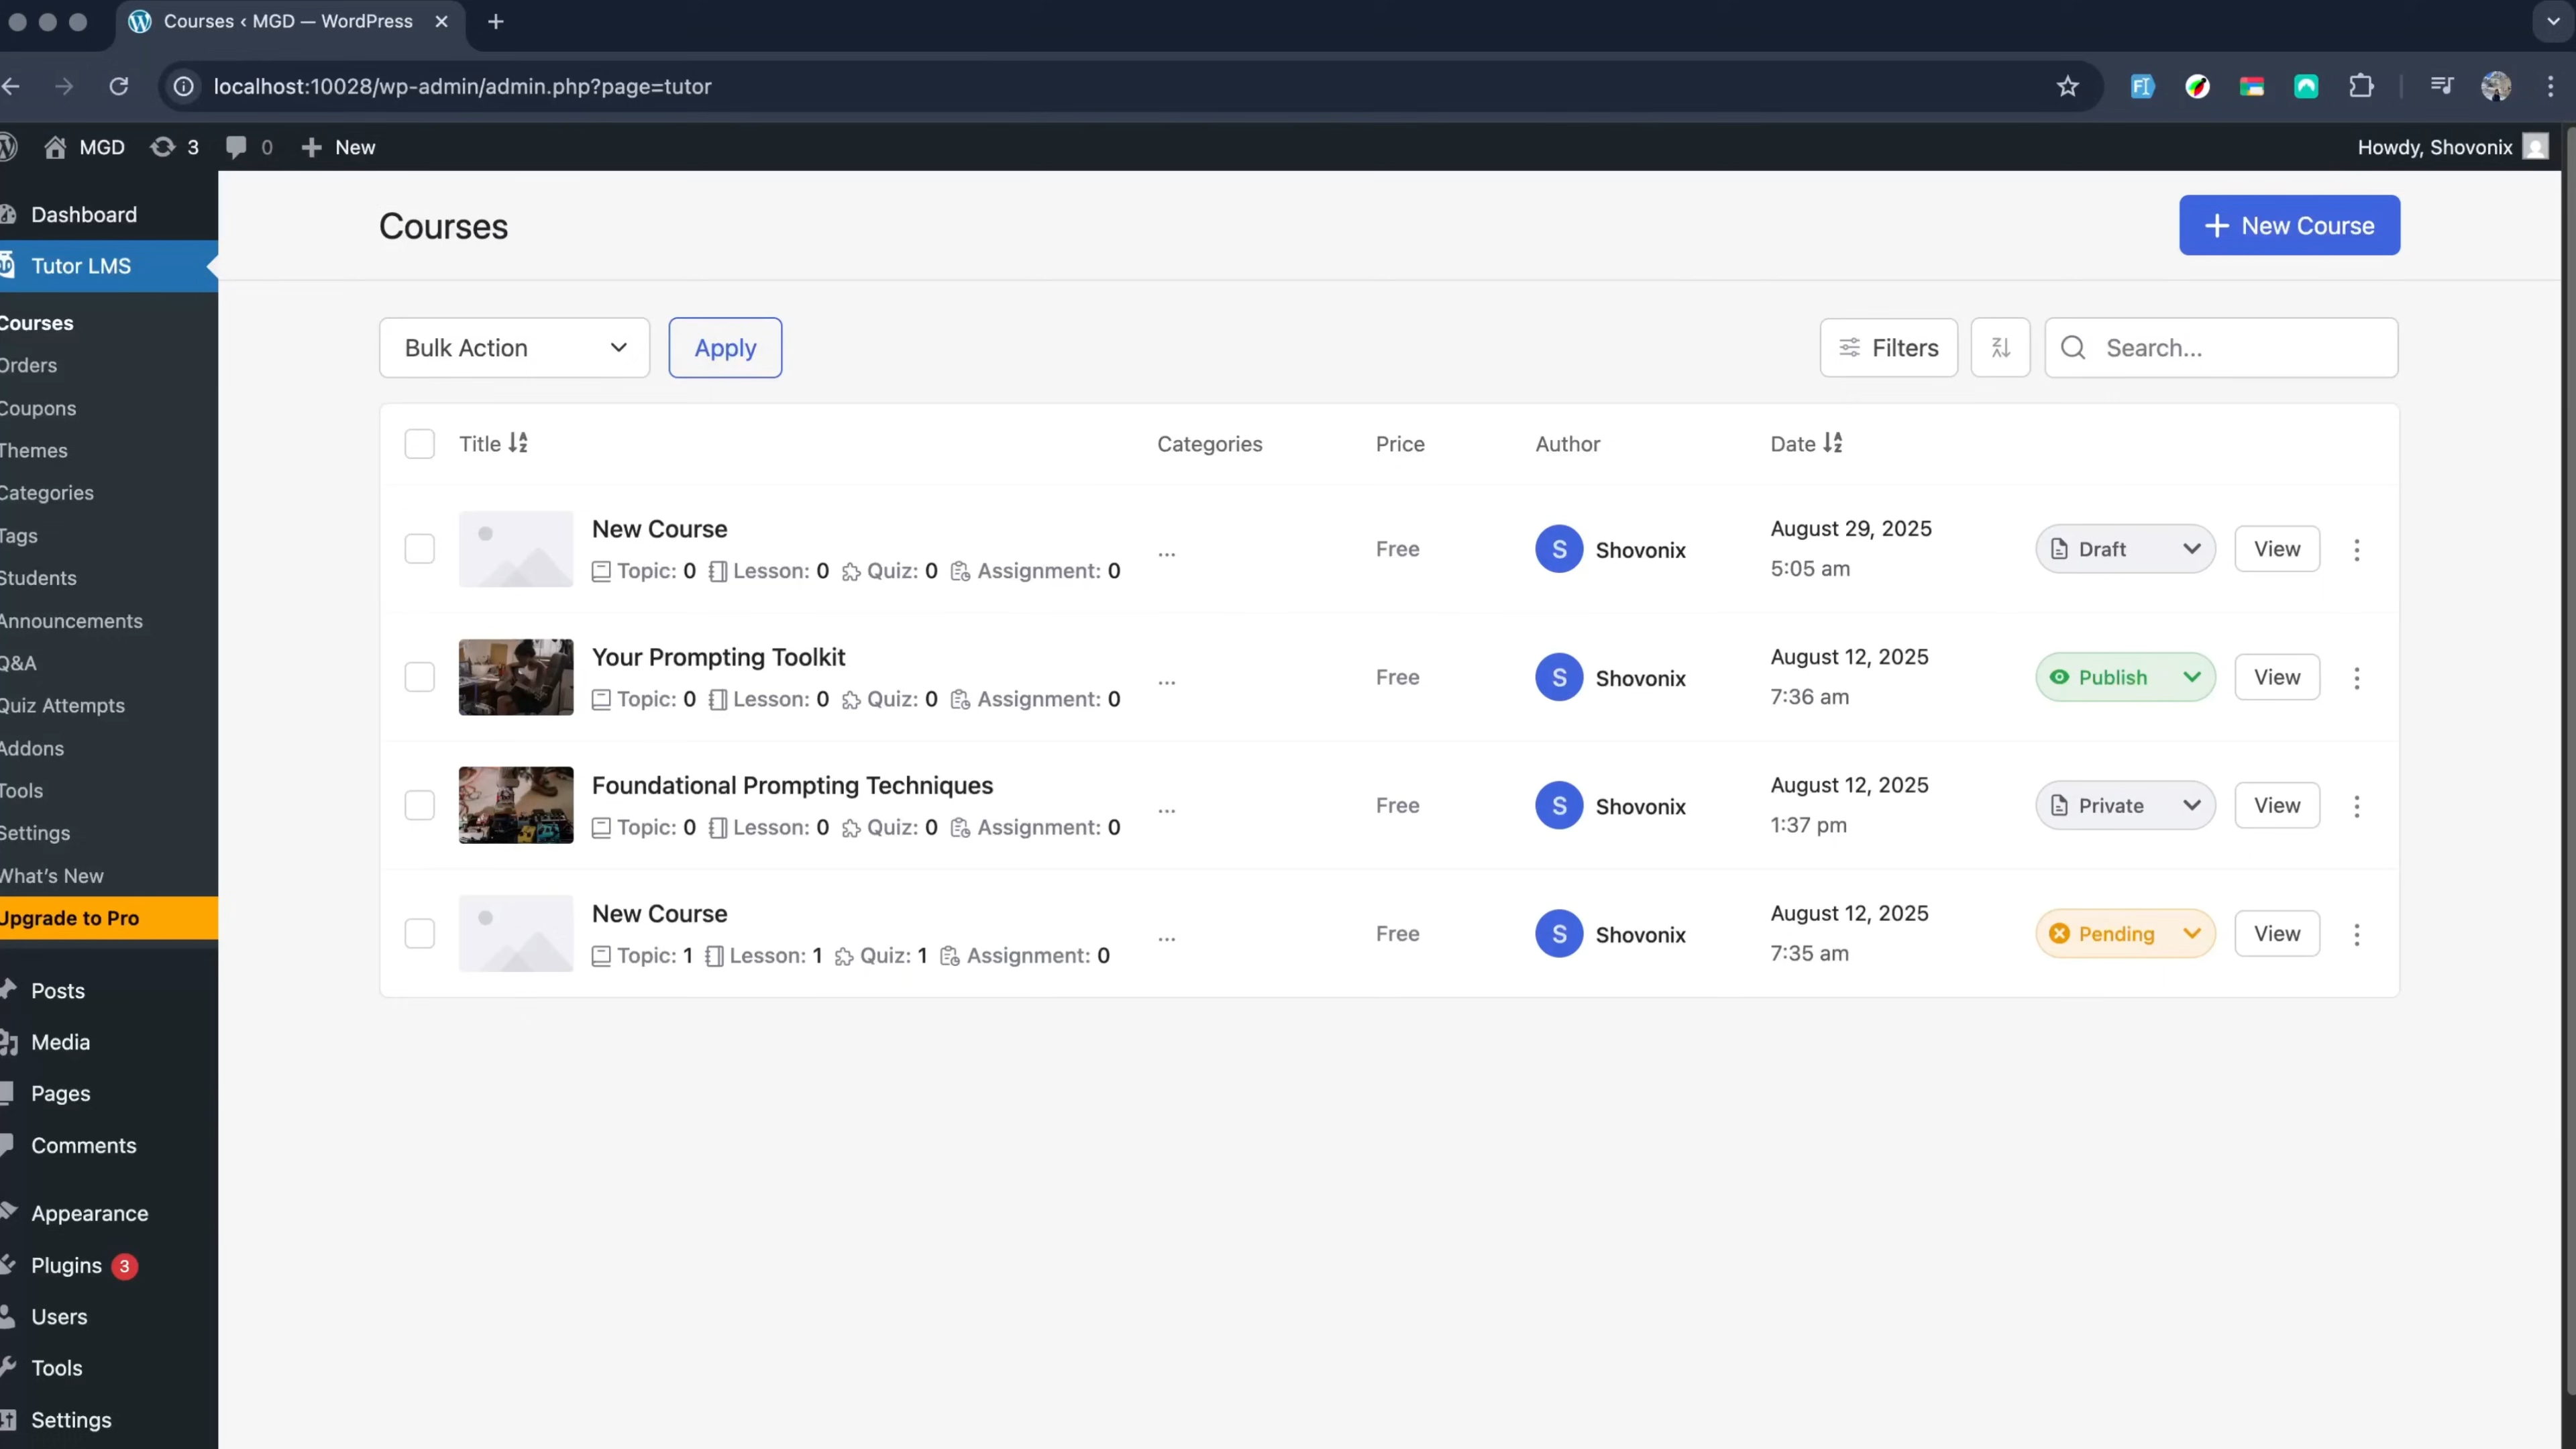 Courses ‹ MGD — WordPress
localhost:10028/wp-admin/admin.php?page=tutor
MGD 3 0 New
Howdy, Shovonix
Dashboard
Tutor LMS
Courses
Orders
Coupons
Themes
Categories
Tags
Students
Announcements
Q&A
Quiz Attempts
Addons
Tools
Settings
What's New
Upgrade to Pro
Posts
Media
Pages
Comments
Appearance
Plugins 3
Users
Tools
Settings
Courses
New Course
Bulk Action
Apply
Filters
Search...
Title Categories Price Author Date
New Course
Topic: 0 Lesson: 0 Quiz: 0 Assignment: 0
...
Free
S Shovonix
August 29, 2025
5:05 am
Draft
View
Your Prompting Toolkit
Topic: 0 Lesson: 0 Quiz: 0 Assignment: 0
...
Free
S Shovonix
August 12, 2025
7:36 am
Publish
View
Foundational Prompting Techniques
Topic: 0 Lesson: 0 Quiz: 0 Assignment: 0
...
Free
S Shovonix
August 12, 2025
1:37 pm
Private
View
New Course
Topic: 1 Lesson: 1 Quiz: 1 Assignment: 0
...
Free
S Shovonix
August 12, 2025
7:35 am
Pending
View